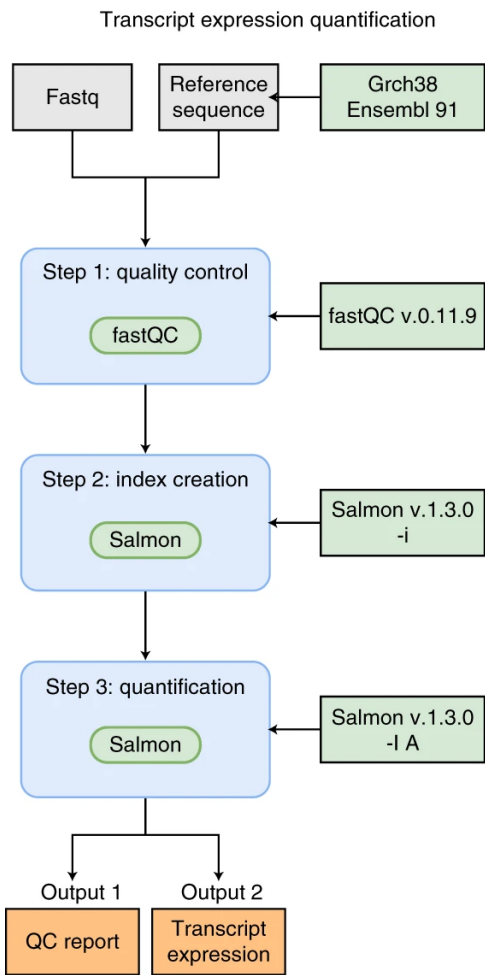 Transcript expression quantification
Fastq
Reference
sequence
Grch38
Ensembl 91
Step 1: quality control
fastQC
fastQC v.0.11.9
Step 2: index creation
Salmon
Salmon v.1.3.0
-i
Step 3: quantification
Salmon
Salmon v.1.3.0
-l A
Output 1
Output 2
QC report
Transcript
expression